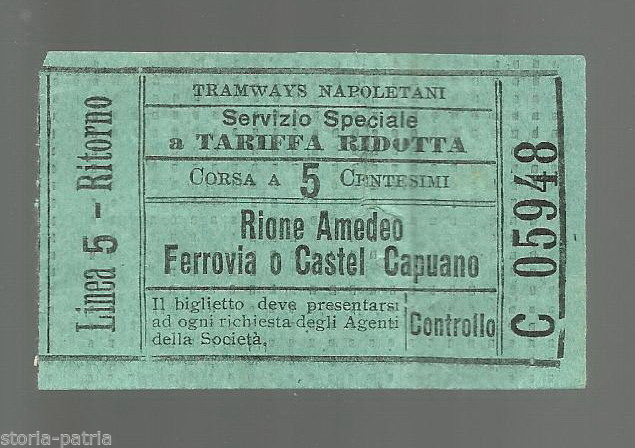 Linea 5 - Ritorno
TRAMWAYS NAPOLETANI
Servizio Speciale
a TARIFFA RIDOTTA
CORSA A 5 CENTESIMI
Rione Amedeo
Ferrovia o Castel Capuano
Il biglietto deve presentarsi
ad ogni richiesta degli Agenti
della Società.
Controllo
C 05948
storia-patria